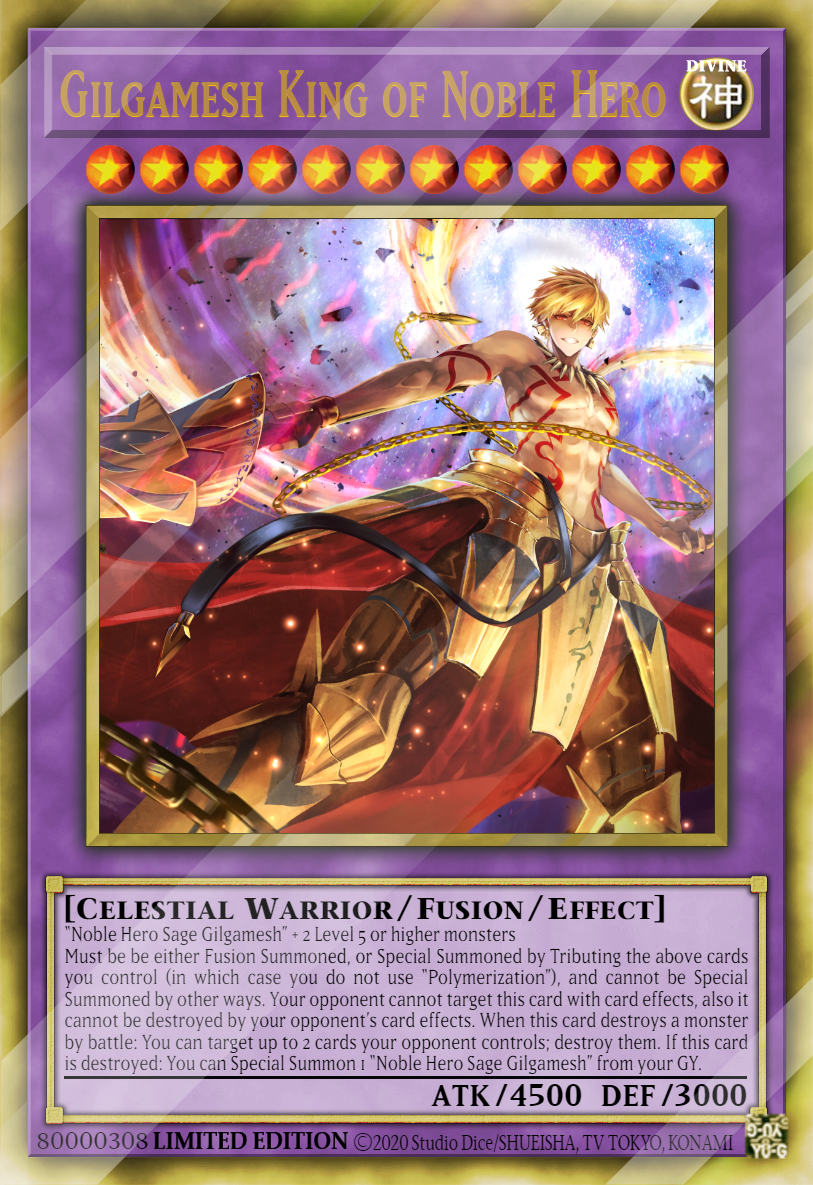 Gilgamesh King of Noble Hero
DIVINE
神
[Celestial Warrior/Fusion/Effect]
"Noble Hero Sage Gilgamesh" + 2 Level 5 or higher monsters
Must be be either Fusion Summoned, or Special Summoned by Tributing the above cards
you control (in which case you do not use "Polymerization"), and cannot be Special
Summoned by other ways. Your opponent cannot target this card with card effects, also it
cannot be destroyed by your opponent's card effects. When this card destroys a monster
by battle: You can target up to 2 cards your opponent controls; destroy them. If this card
is destroyed: You can Special Summon 1 "Noble Hero Sage Gilgamesh" from your GY.
ATK/4500 DEF/3000
80000308 LIMITED EDITION ©2020 Studio Dice/SHUEISHA, TV TOKYO, KONAMI